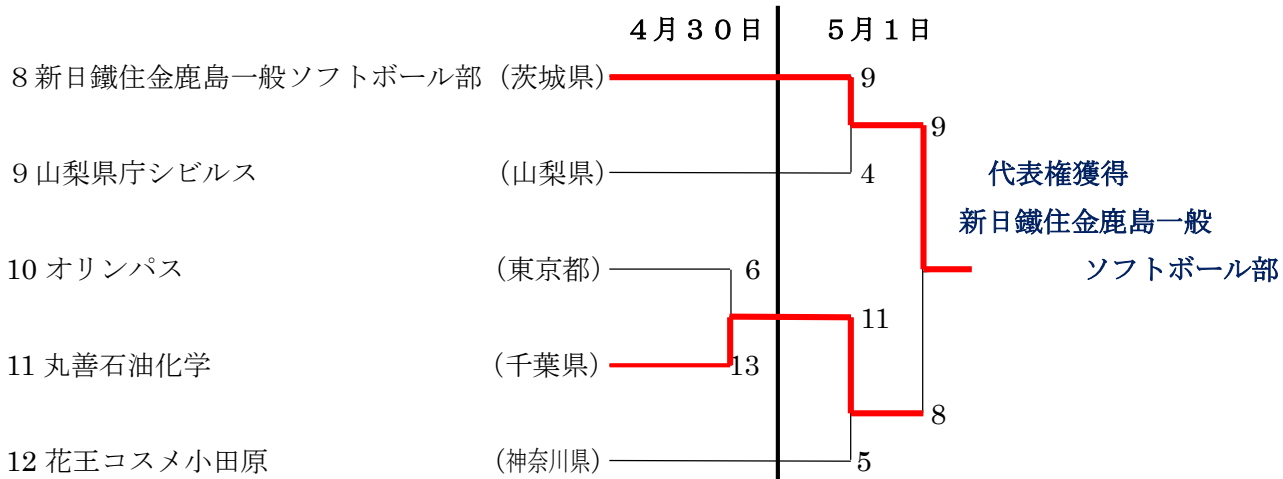 ４月３０日 ５月１日
8 新日鐵住金鹿島一般ソフトボール部（茨城県） 9
9
9 山梨県庁シビルス （山梨県） 4 代表権獲得
新日鐵住金鹿島一般
10 オリンパス （東京都） 6 ソフトボール部
11
11 丸善石油化学 （千葉県） 13
8
12 花王コスメ小田原 （神奈川県） 5